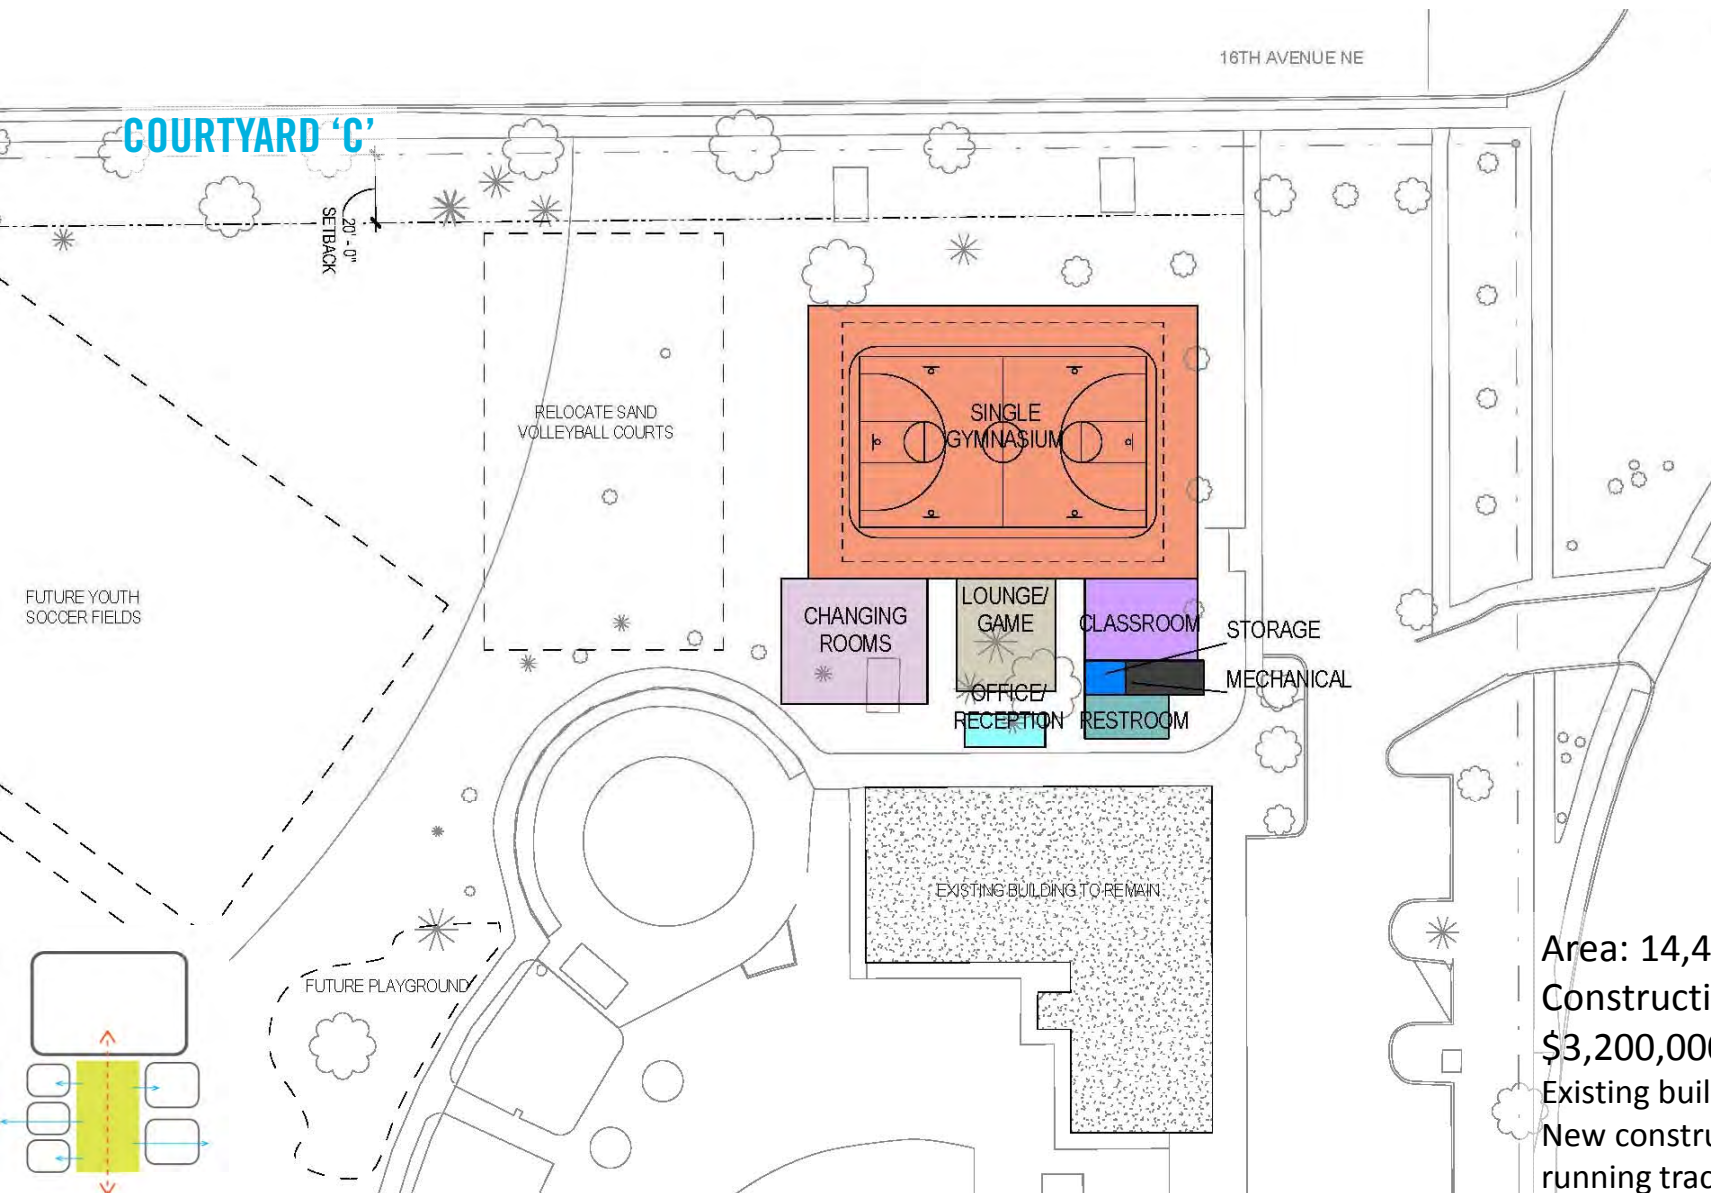 16TH AVENUE NE
COURTYARD ‘C’
20' - 0"
SETBACK
RELOCATE SAND
VOLLEYBALL COURTS
SINGLE
GYMNASIUM
FUTURE YOUTH
SOCCER FIELDS
CHANGING
ROOMS
LOUNGE/
GAME
CLASSROOM
STORAGE
MECHANICAL
OFFICE/
RECEPTION
RESTROOM
EXISTING BUILDING TO REMAIN
FUTURE PLAYGROUND
Area: 14,4
Constructi
$3,200,000
Existing buil
New constru
running trac